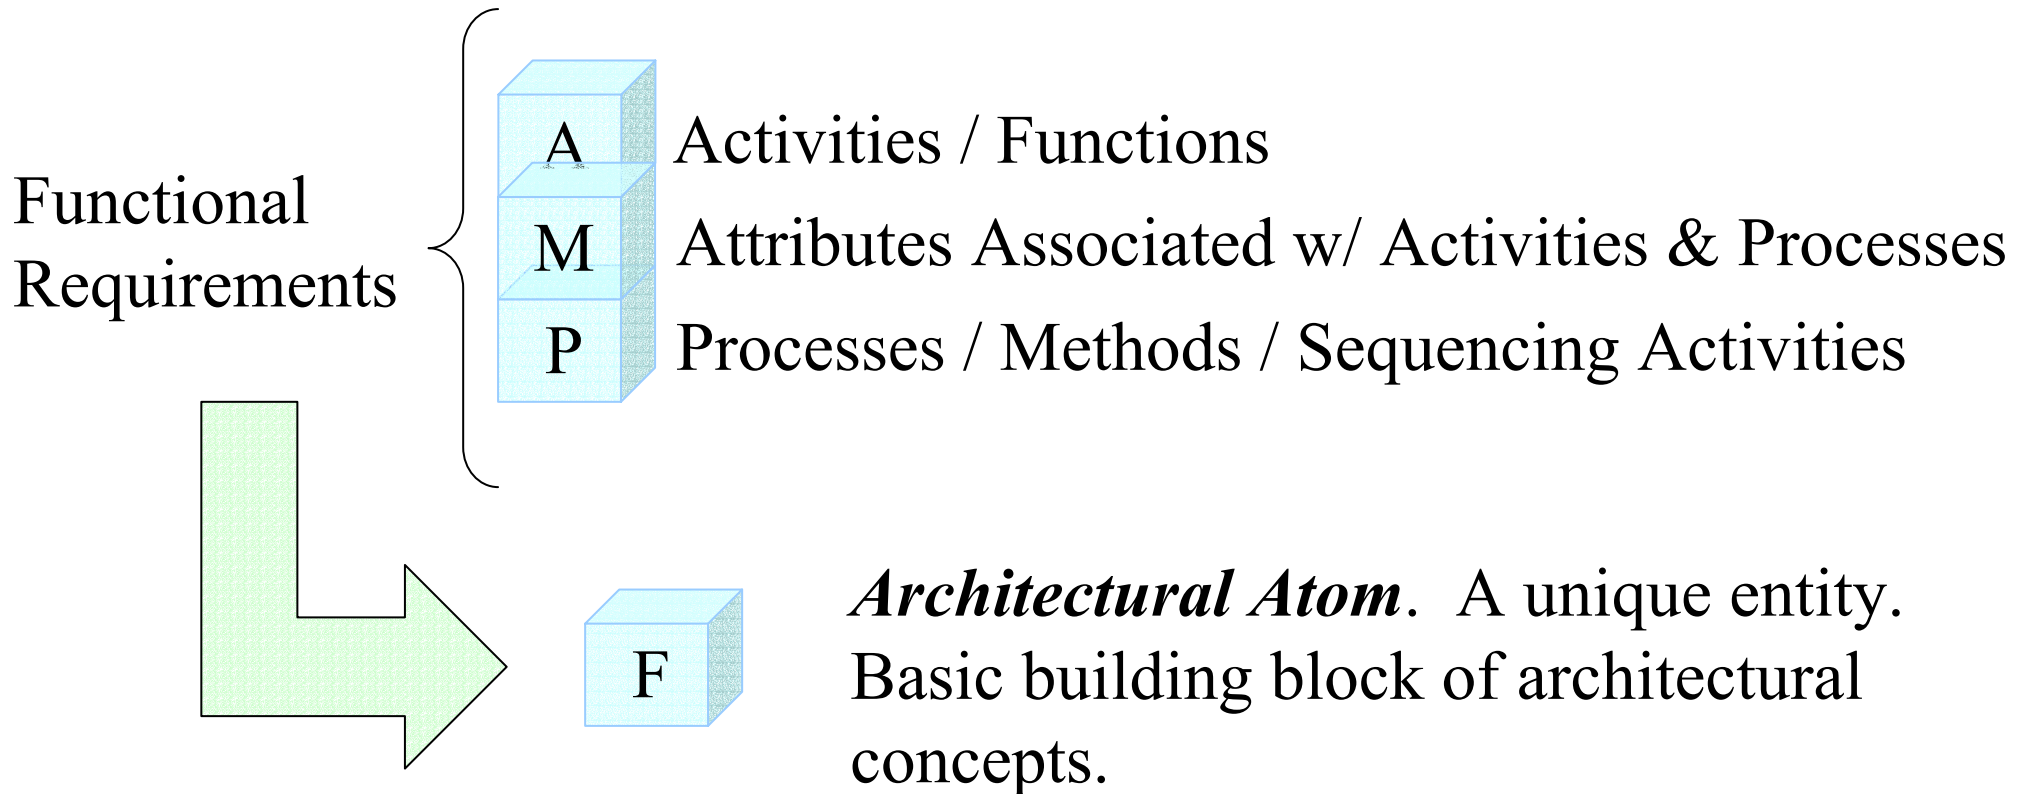 Functional
Requirements
A
Activities / Functions
M
Attributes Associated w/ Activities & Processes
P
Processes / Methods / Sequencing Activities
F
Architectural Atom. A unique entity.
Basic building block of architectural
concepts.